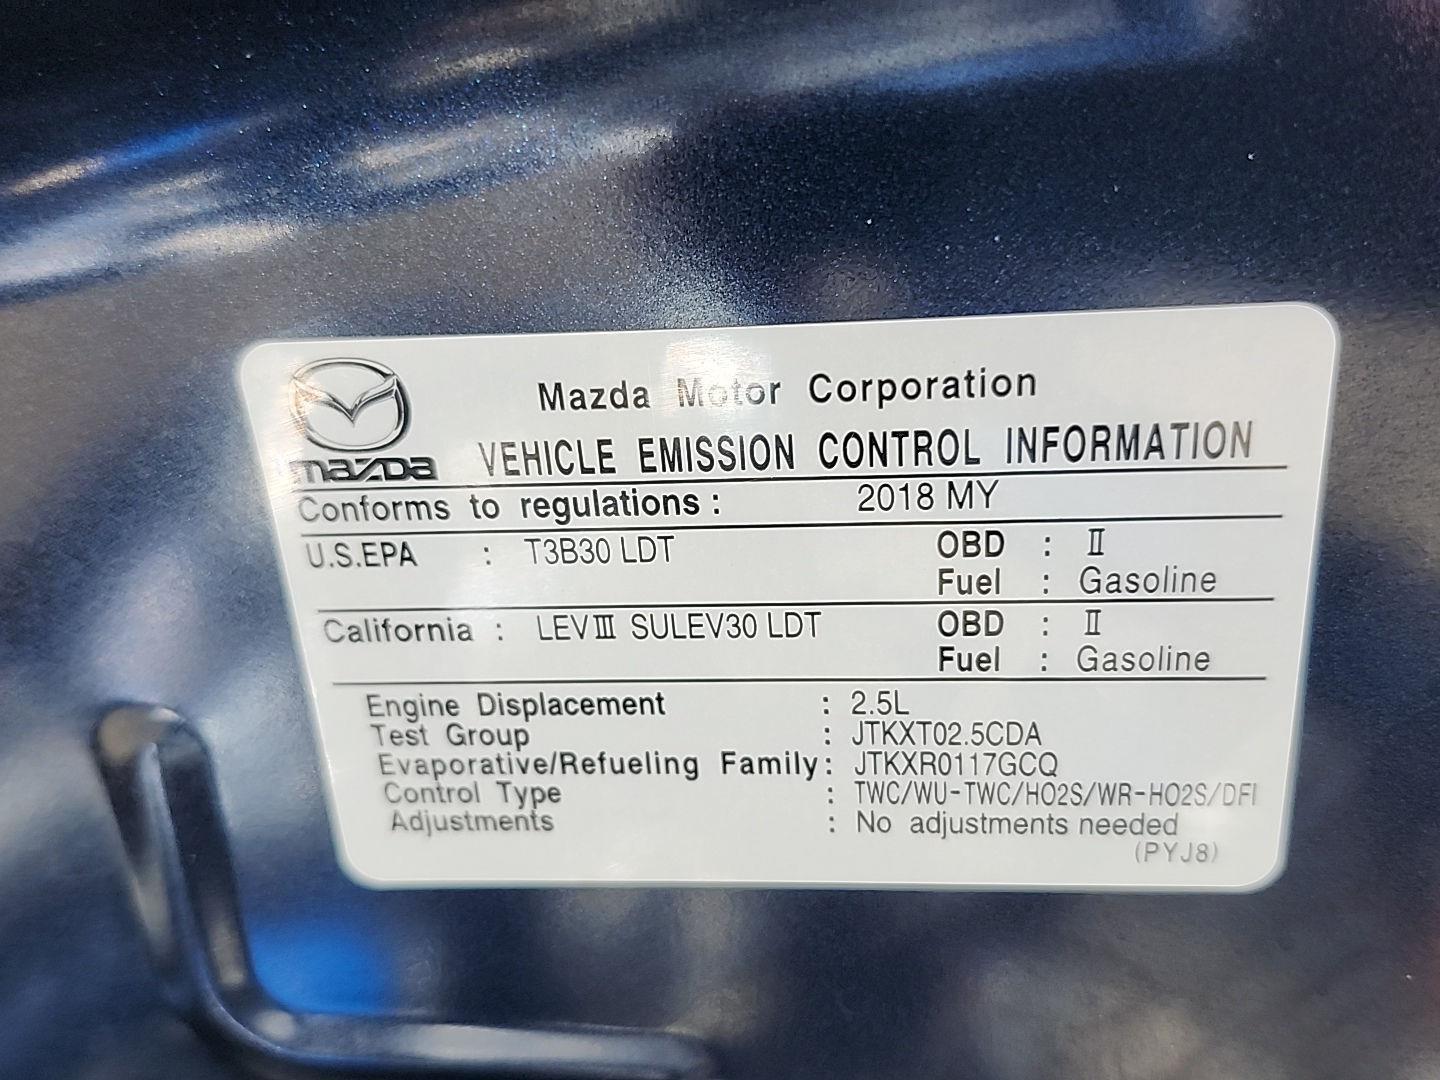 Mazda Motor Corporation
mazda VEHICLE EMISSION CONTROL INFORMATION
Conforms to regulations : 2018 MY
U.S.EPA : T3B30 LDT OBD : II
Fuel : Gasoline
California : LEVIII SULEV30 LDT OBD : II
Fuel : Gasoline
Engine Displacement : 2.5L
Test Group : JTKXT02.5CDA
Evaporative/Refueling Family : JTKXR0117GCQ
Control Type : TWC/WU-TWC/HO2S/WR-HO2S/DFI
Adjustments : No adjustments needed
(PYJ8)